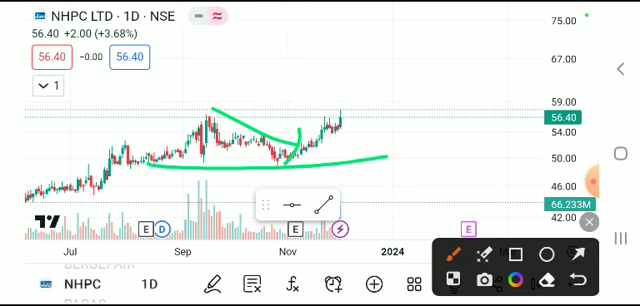 NHPC LTD · 1D · NSE
75.00
56.40 +2.00 (+3.68%)
56.40 −0.00 56.40
67.00
1
59.00
56.40
54.00
50.00
46.00
66.233M
42.00
E D E E
Jul Sep Nov 2024
NHPC 1D